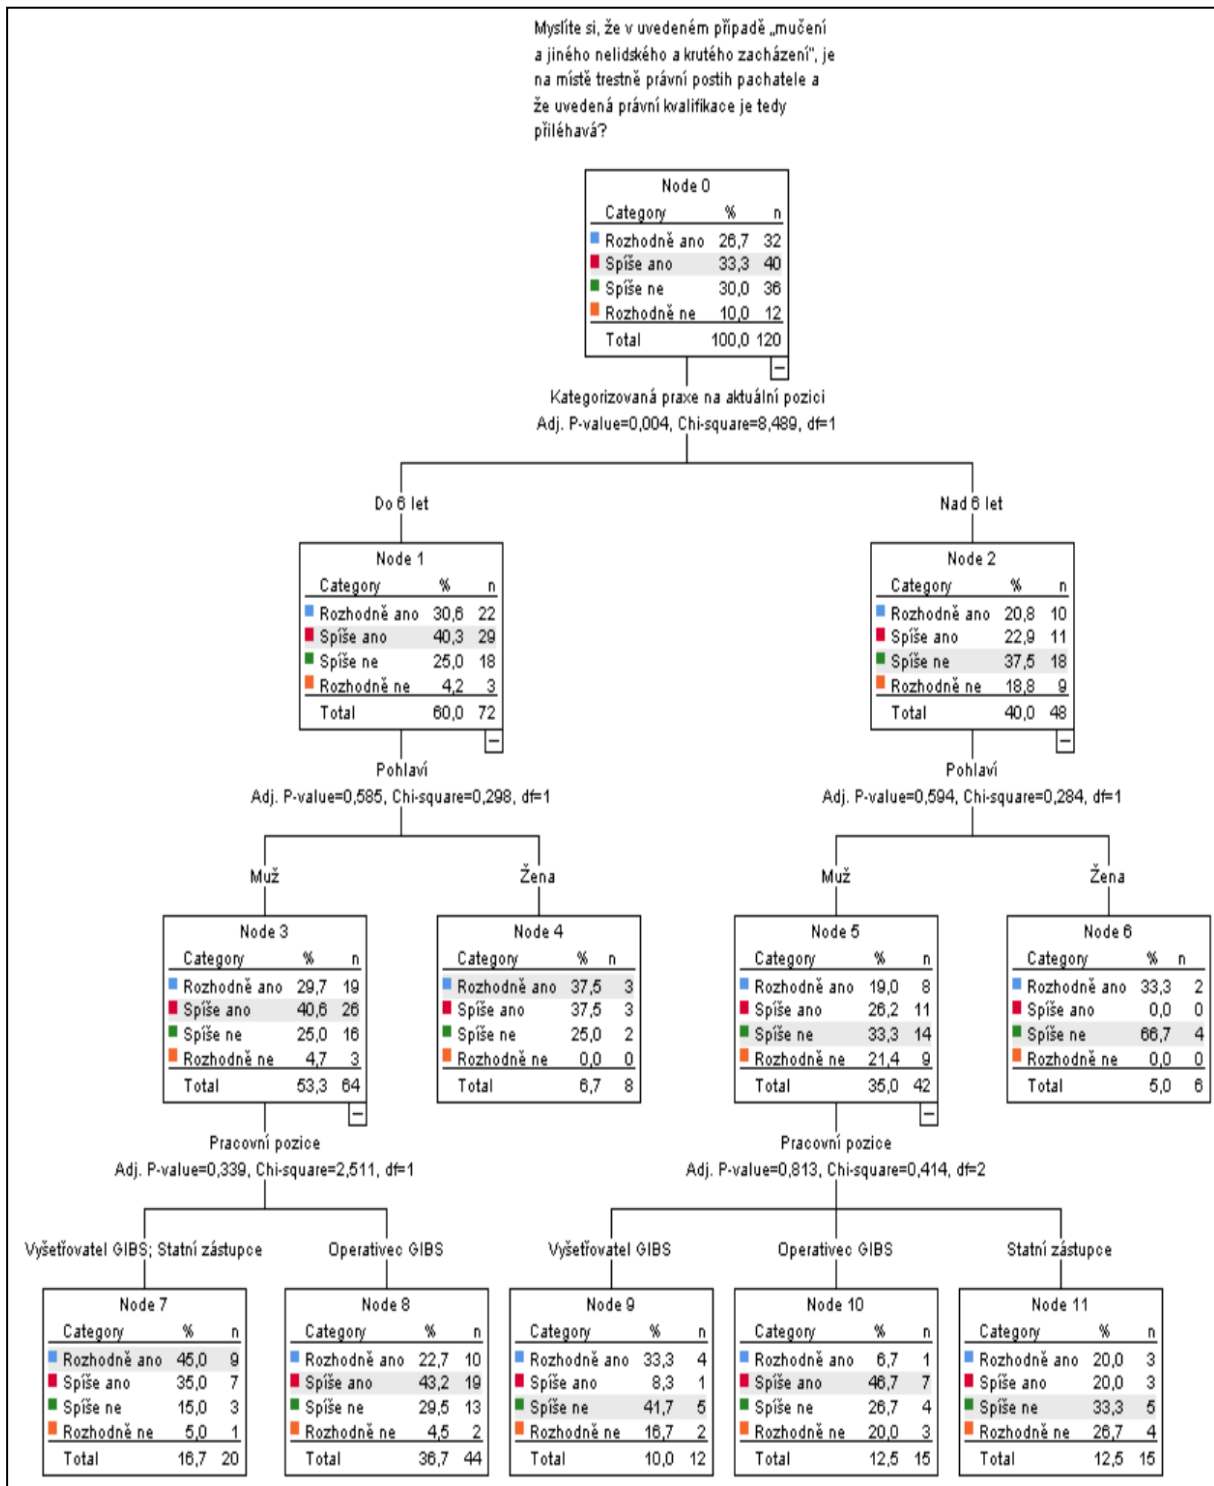 Myslíte si, že v uvedeném případě „mučení
a jiného nelidského a krutého zacházení", je
na místě trestně právní postih pachatele a
že uvedená právní kvalifikace je tedy
přiléhavá?
Node 0
Category % n
Rozhodně ano 26,7 32
Spíše ano 33,3 40
Spíše ne 30,0 36
Rozhodně ne 10,0 12
Total 100,0 120
Kategorizovaná praxe na aktuální pozici
Adj. P-value=0,004, Chi-square=8,489, df=1
Do 6 let
Nad 6 let
Node 1
Category % n
Rozhodně ano 30,6 22
Spíše ano 40,3 29
Spíše ne 25,0 18
Rozhodně ne 4,2 3
Total 60,0 72
Node 2
Category % n
Rozhodně ano 20,8 10
Spíše ano 22,9 11
Spíše ne 37,5 18
Rozhodně ne 18,8 9
Total 40,0 48
Pohlaví
Adj. P-value=0,585, Chi-square=0,298, df=1
Pohlaví
Adj. P-value=0,594, Chi-square=0,284, df=1
Muž
Žena
Muž
Žena
Node 3
Category % n
Rozhodně ano 29,7 19
Spíše ano 40,6 26
Spíše ne 25,0 16
Rozhodně ne 4,7 3
Total 53,3 64
Node 4
Category % n
Rozhodně ano 37,5 3
Spíše ano 37,5 3
Spíše ne 25,0 2
Rozhodně ne 0,0 0
Total 6,7 8
Node 5
Category % n
Rozhodně ano 19,0 8
Spíše ano 26,2 11
Spíše ne 33,3 14
Rozhodně ne 21,4 9
Total 35,0 42
Node 6
Category % n
Rozhodně ano 33,3 2
Spíše ano 0,0 0
Spíše ne 66,7 4
Rozhodně ne 0,0 0
Total 5,0 6
Pracovní pozice
Adj. P-value=0,339, Chi-square=2,511, df=1
Pracovní pozice
Adj. P-value=0,813, Chi-square=0,414, df=2
Vyšetřovatel GIBS; Statní zástupce
Operativec GIBS
Vyšetřovatel GIBS
Operativec GIBS
Statní zástupce
Node 7
Category % n
Rozhodně ano 45,0 9
Spíše ano 35,0 7
Spíše ne 15,0 3
Rozhodně ne 5,0 1
Total 16,7 20
Node 8
Category % n
Rozhodně ano 22,7 10
Spíše ano 43,2 19
Spíše ne 29,5 13
Rozhodně ne 4,5 2
Total 36,7 44
Node 9
Category % n
Rozhodně ano 33,3 4
Spíše ano 8,3 1
Spíše ne 41,7 5
Rozhodně ne 16,7 2
Total 10,0 12
Node 10
Category % n
Rozhodně ano 6,7 1
Spíše ano 46,7 7
Spíše ne 26,7 4
Rozhodně ne 20,0 3
Total 12,5 15
Node 11
Category % n
Rozhodně ano 20,0 3
Spíše ano 20,0 3
Spíše ne 33,3 5
Rozhodně ne 26,7 4
Total 12,5 15